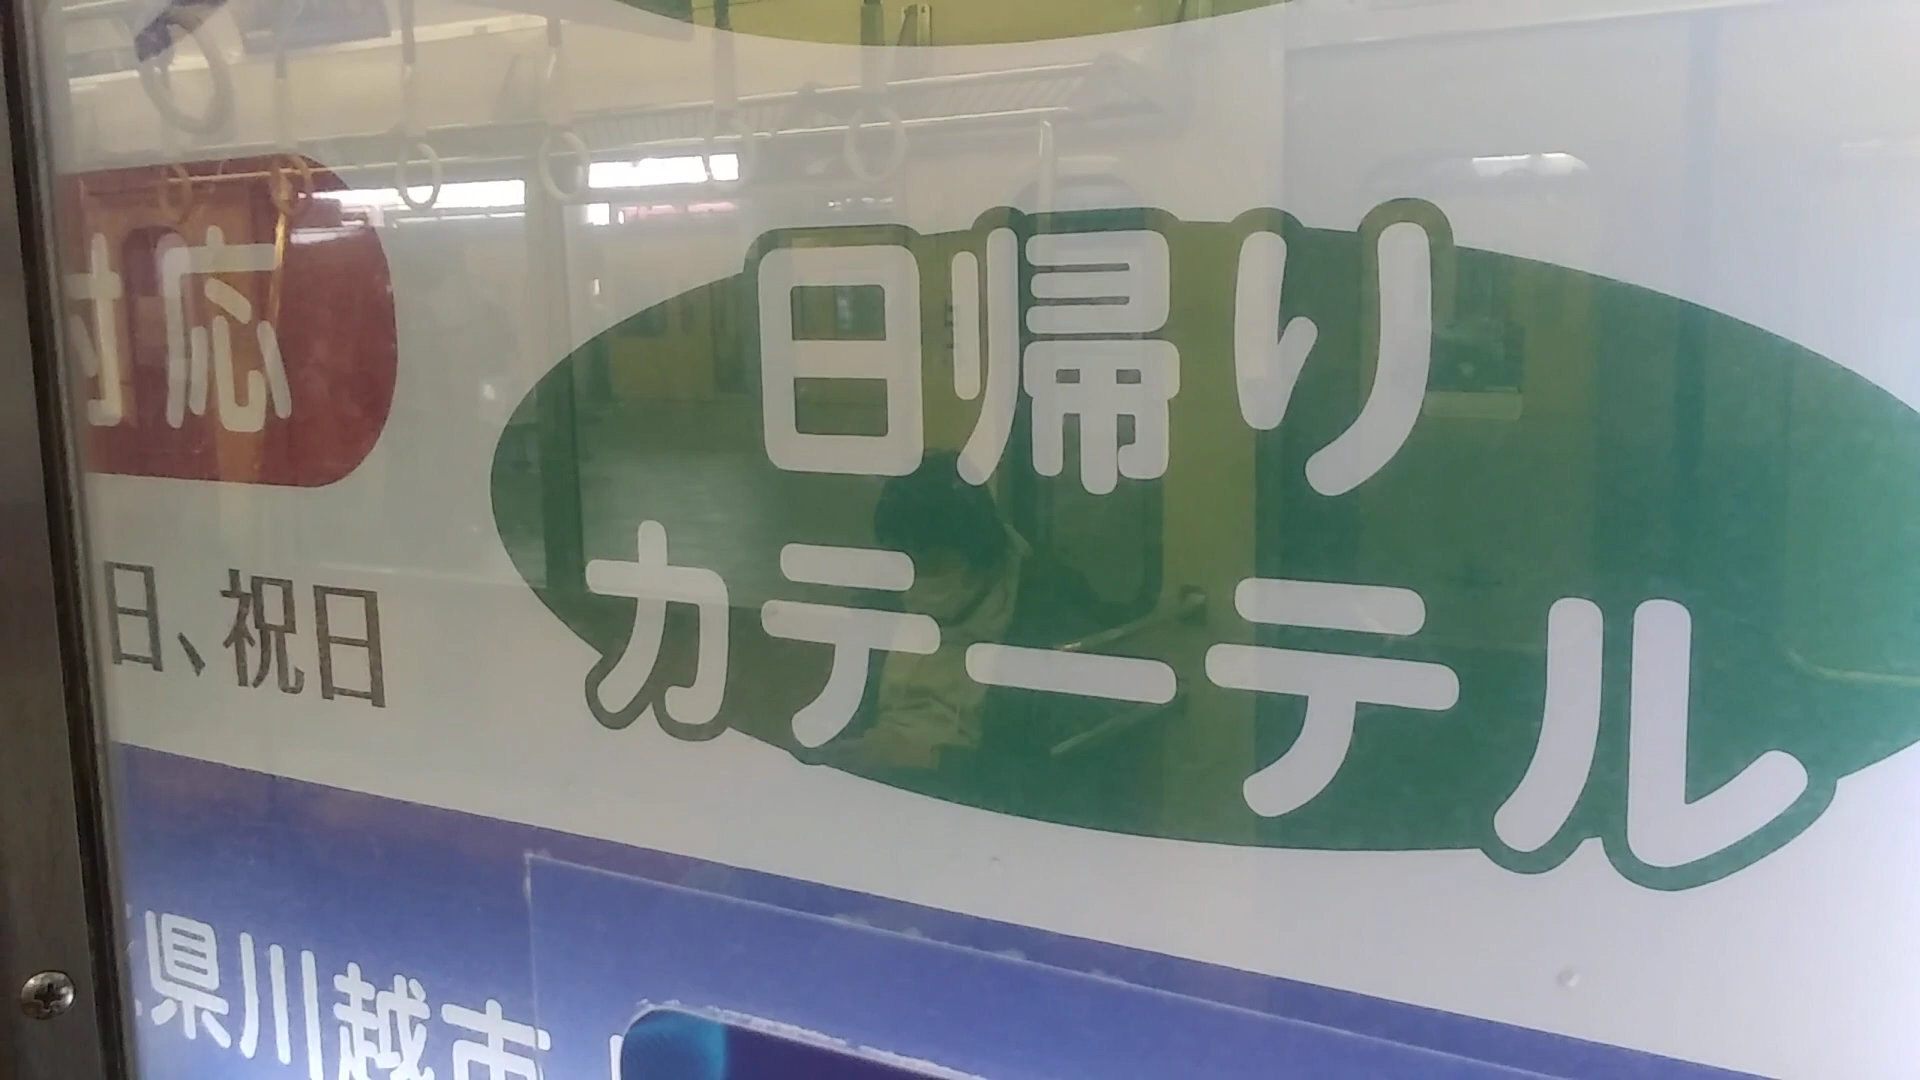 対応
日帰り
カテーテル
日、祝日
県川越市